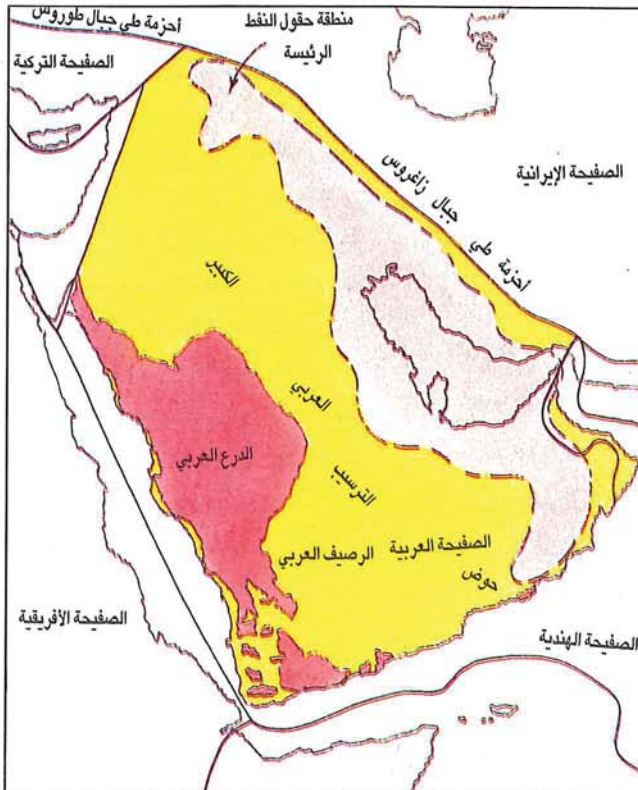 أحزمة طي جبال طوروس
منطقة حقول النفط
الرئيسة
الصفيحة التركية
الصفيحة الإيرانية
أحزمة طي جبال زاغروس
الكبير
العربي
الترسيب
حوض
الدرع العربي
الصفيحة العربية
الرصيف العربي
الصفيحة الأفريقية
الصفيحة الهندية